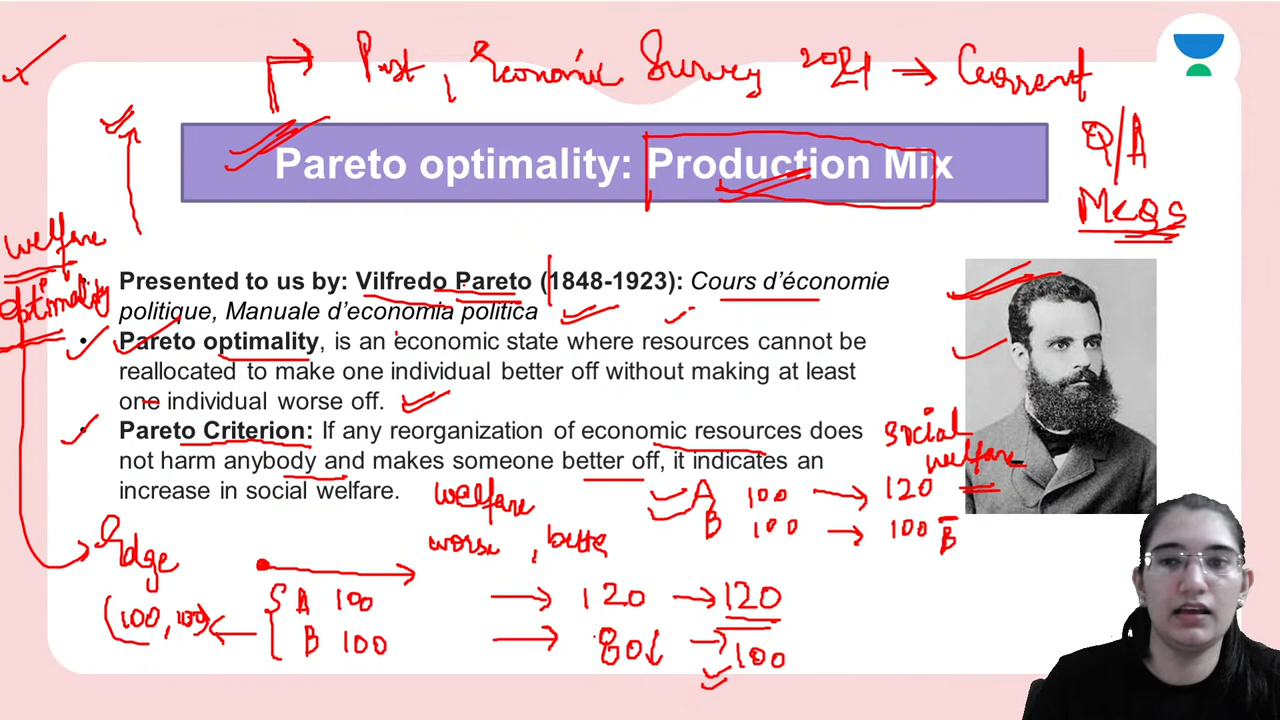 Past, Economic Survey 2021 ⇒ Current
Q/A
MCQs
Pareto optimality: Production Mix
welfare
optimality
Presented to us by: Vilfredo Pareto (1848-1923): Cours d'économie
politique, Manuale d'economia politica
• Pareto optimality, is an economic state where resources cannot be
reallocated to make one individual better off without making at least
one individual worse off.
• Pareto Criterion: If any reorganization of economic resources does
not harm anybody and makes someone better off, it indicates an
increase in social welfare.
social
welfare
A 100 → 120
B 100 → 100 B
welfare
worse, better
Edge
(100, 100) ←
A 100 → 120 → 120
B 100 → 80↓ → 100